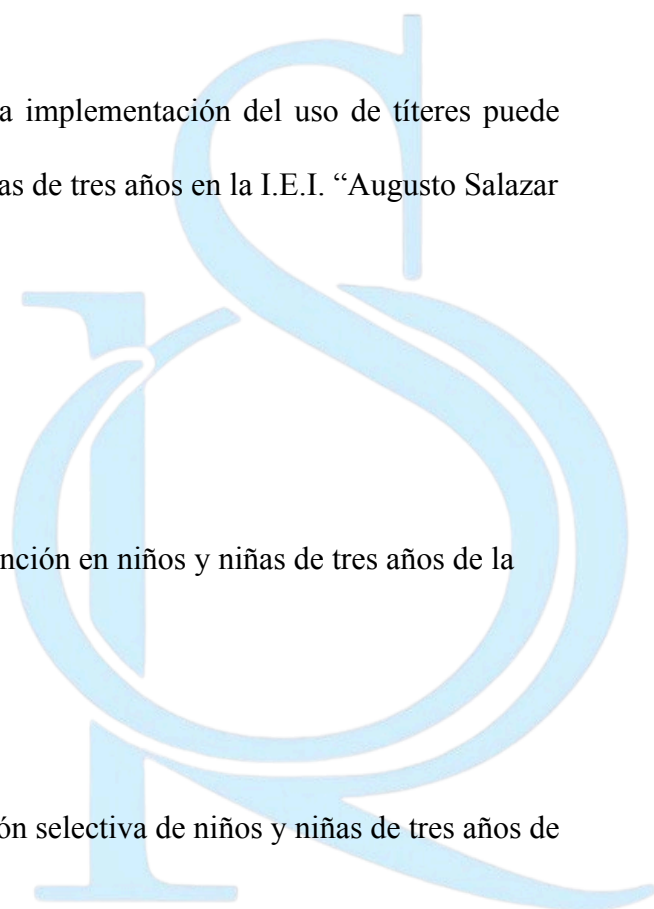 a implementación del uso de títeres puede
as de tres años en la I.E.I. “Augusto Salazar
nción en niños y niñas de tres años de la
ón selectiva de niños y niñas de tres años de